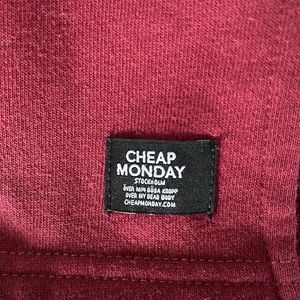 CHEAP
MONDAY
STOCKHOLM
ÖVER MIN DÖDA KROPP
OVER MY DEAD BODY
CHEAPMONDAY.COM